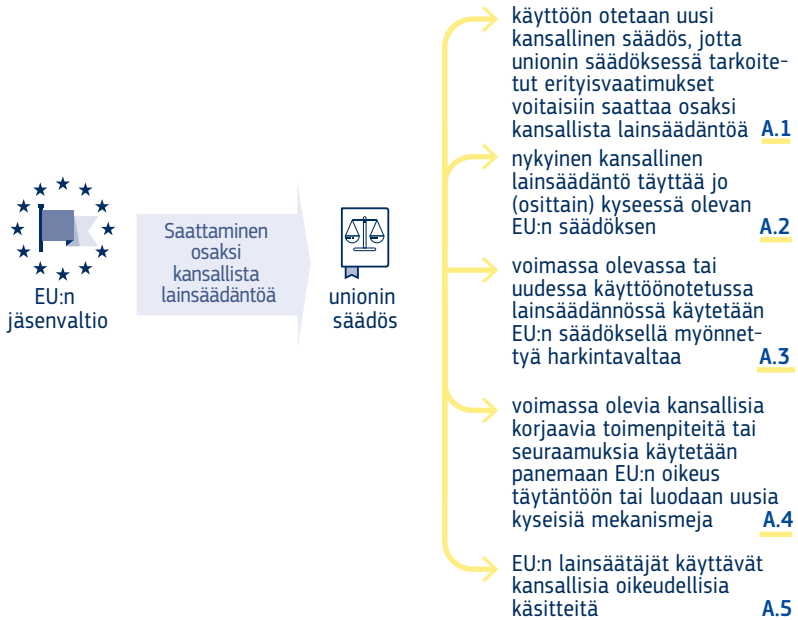 EU:n
jäsenvaltio
Saattaminen
osaksi
kansallista
lainsäädäntöä
unionin
säädös
käyttöön otetaan uusi
kansallinen säädös, jotta
unionin säädöksessä tarkoite-
tut erityisvaatimukset
voitaisiin saattaa osaksi
kansallista lainsäädäntöä A.1
nykyinen kansallinen
lainsäädäntö täyttää jo
(osittain) kyseessä olevan
EU:n säädöksen A.2
voimassa olevassa tai
uudessa käyttöönotetussa
lainsäädännössä käytetään
EU:n säädöksellä myönnet-
tyä harkintavaltaa A.3
voimassa olevia kansallisia
korjaavia toimenpiteitä tai
seuraamuksia käytetään
panemaan EU:n oikeus
täytäntöön tai luodaan uusia
kyseisiä mekanismeja A.4
EU:n lainsäätäjät käyttävät
kansallisia oikeudellisia
käsitteitä A.5